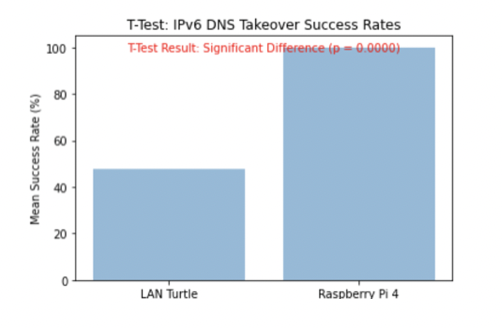 T-Test: IPv6 DNS Takeover Success Rates
T-Test Result: Significant Difference (p = 0.0000)
100
80
60
40
20
0
Mean Success Rate (%)
LAN Turtle
Raspberry Pi 4